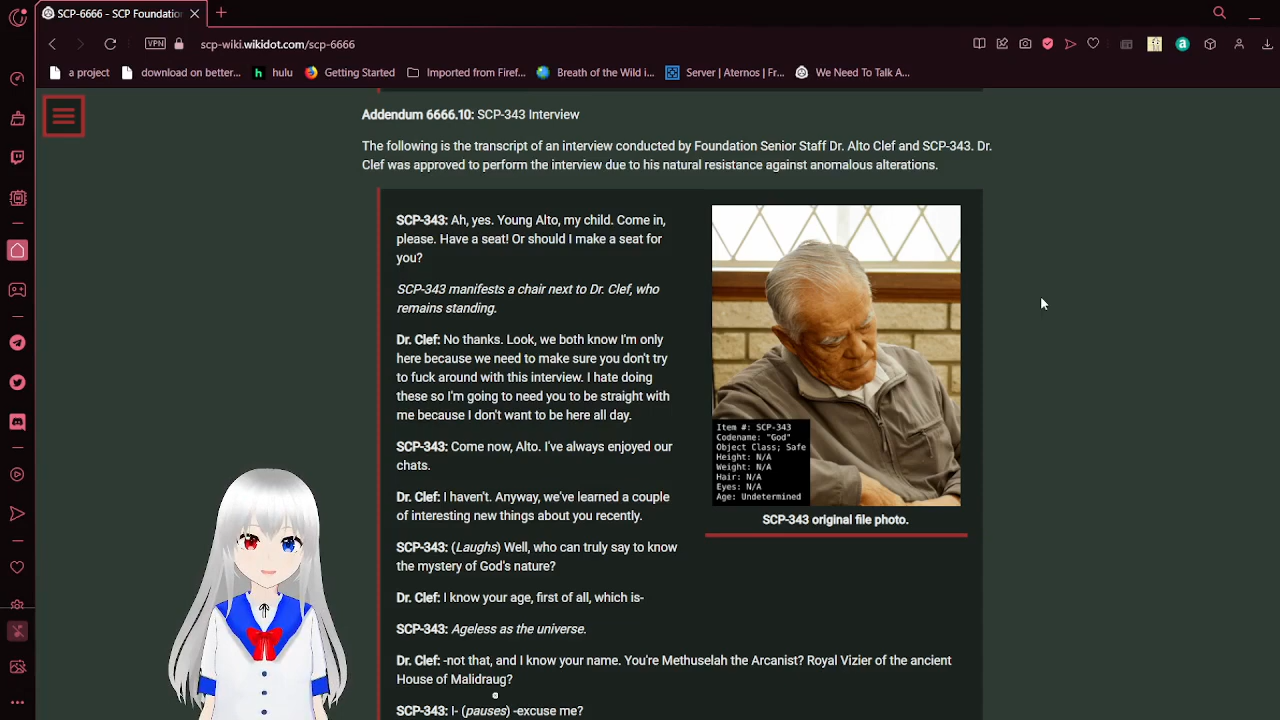 SCP-6666 - SCP Foundatio
VPN
scp-wiki.wikidot.com/scp-6666
a project
download on better...
hulu
Getting Started
Imported from Firef...
Breath of the Wild i...
Server | Aternos | Fr...
We Need To Talk A...
Addendum 6666.10: SCP-343 Interview
The following is the transcript of an interview conducted by Foundation Senior Staff Dr. Alto Clef and SCP-343. Dr.
Clef was approved to perform the interview due to his natural resistance against anomalous alterations.
SCP-343: Ah, yes. Young Alto, my child. Come in,
please. Have a seat! Or should I make a seat for
you?
SCP-343 manifests a chair next to Dr. Clef, who
remains standing.
Dr. Clef: No thanks. Look, we both know I'm only
here because we need to make sure you don't try
to fuck around with this interview. I hate doing
these so I'm going to need you to be straight with
me because I don't want to be here all day.
SCP-343: Come now, Alto. I've always enjoyed our
chats.
Dr. Clef: I haven't. Anyway, we've learned a couple
of interesting new things about you recently.
SCP-343: (Laughs) Well, who can truly say to know
the mystery of God's nature?
Dr. Clef: I know your age, first of all, which is-
SCP-343: Ageless as the universe.
Dr. Clef: -not that, and I know your name. You're Methuselah the Arcanist? Royal Vizier of the ancient
House of Malidraug?
SCP-343: I- (pauses) -excuse me?
Item #: SCP-343
Codename: "God"
Object Class; Safe
Height: N/A
Weight: N/A
Hair: N/A
Eyes: N/A
Age: Undetermined
SCP-343 original file photo.